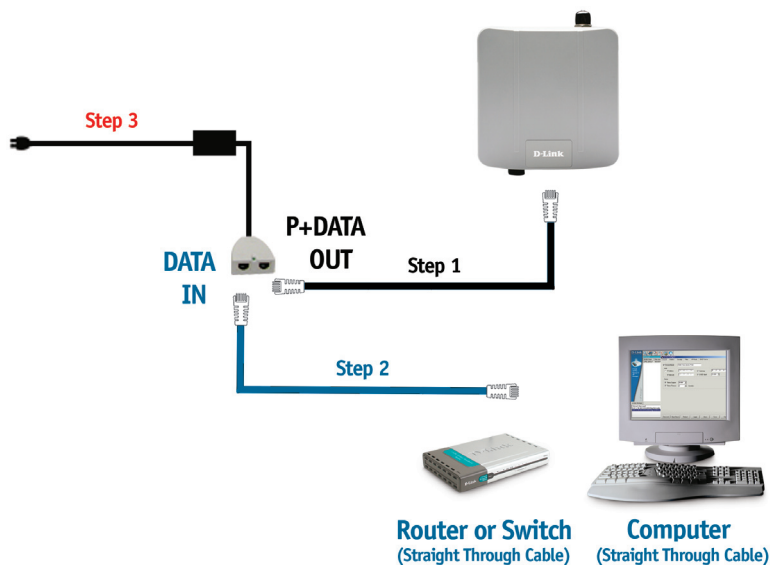 Step 3
D-Link
P+DATA
OUT
DATA
IN
Step 1
Step 2
D-Link
Router or Switch
(Straight Through Cable)
Computer
(Straight Through Cable)